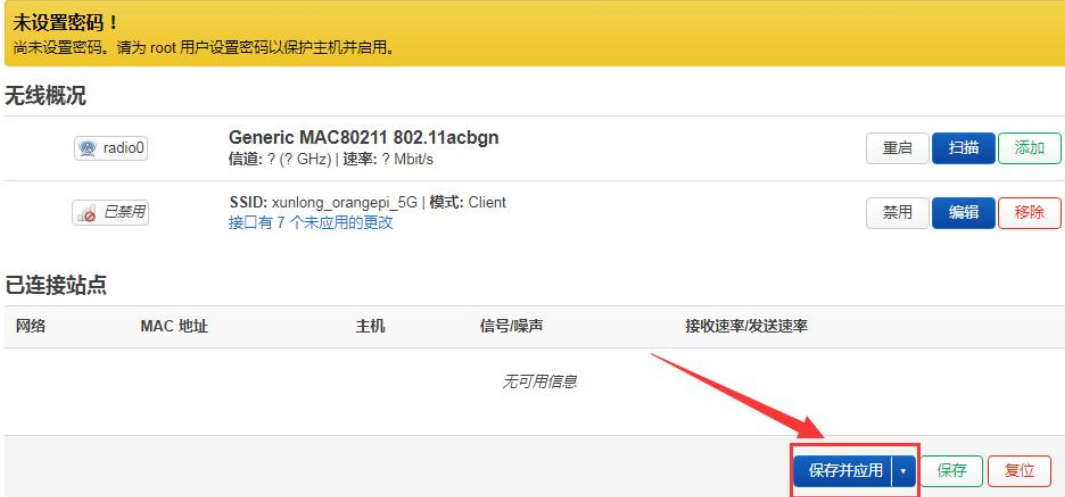 未设置密码！
尚未设置密码。请为 root 用户设置密码以保护主机并启用。
无线概况
radio0
Generic MAC80211 802.11acbgn
信道: ? (? GHz) | 速率: ? Mbit/s
重启 扫描 添加
已禁用
SSID: xunlong_orangepi_5G | 模式: Client
接口有 7 个未应用的更改
禁用 编辑 移除
已连接站点
网络 MAC 地址 主机 信号/噪声 接收速率/发送速率
无可用信息
保存并应用 保存 复位